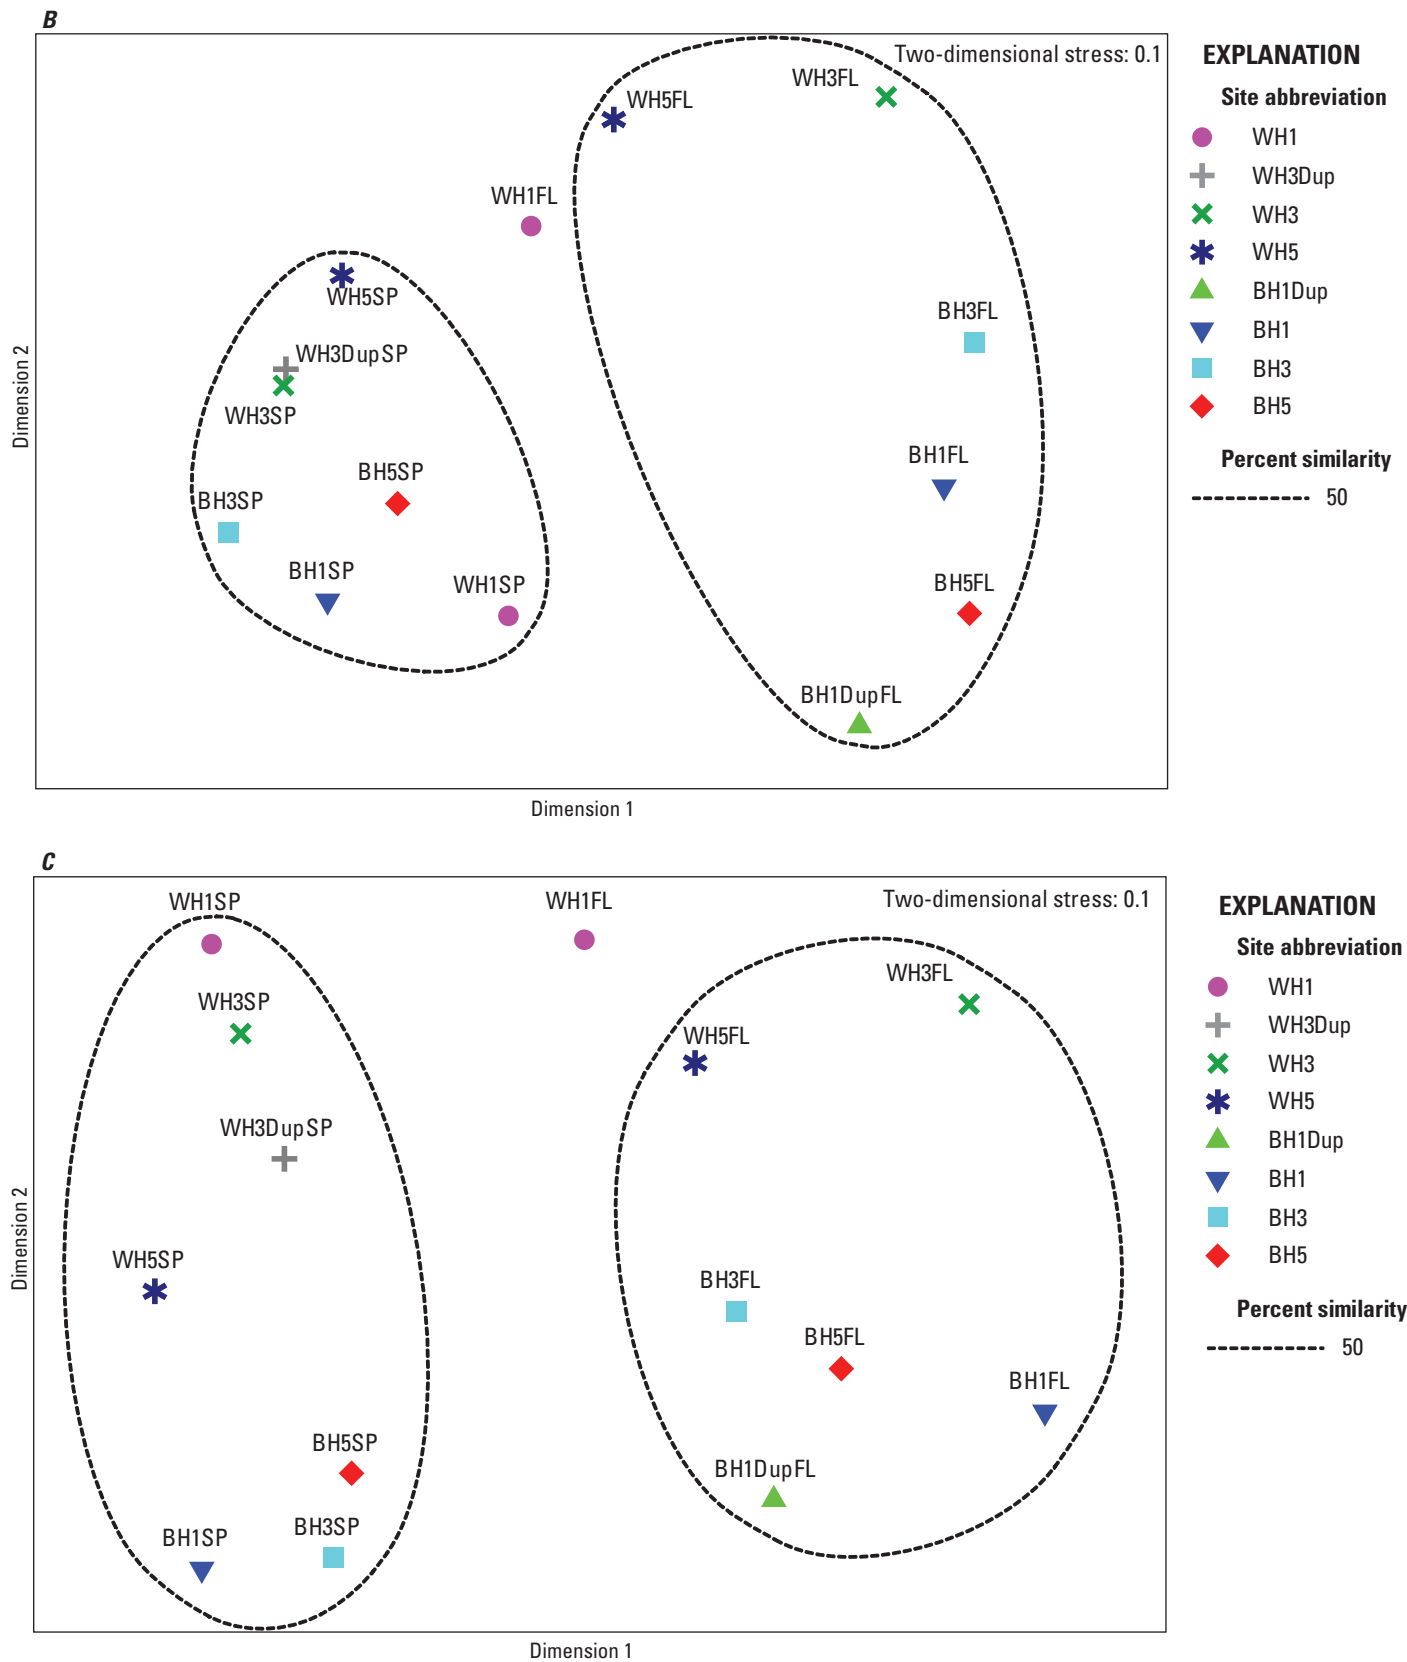 B
Two-dimensional stress: 0.1
WH3FL
WH5FL
WH1FL
WH5SP
BH3FL
WH3DupSP
WH3SP
BH1FL
BH5SP
BH3SP
BH1SP
WH1SP
BH5FL
BH1DupFL
Dimension 2
Dimension 1
EXPLANATION
Site abbreviation
WH1
WH3Dup
WH3
WH5
BH1Dup
BH1
BH3
BH5
Percent similarity
50
C
WH1SP
WH1FL
Two-dimensional stress: 0.1
WH3FL
WH3SP
WH5FL
WH3DupSP
WH5SP
BH3FL
BH5FL
BH1FL
BH5SP
BH1DupFL
BH3SP
BH1SP
Dimension 2
Dimension 1
EXPLANATION
Site abbreviation
WH1
WH3Dup
WH3
WH5
BH1Dup
BH1
BH3
BH5
Percent similarity
50